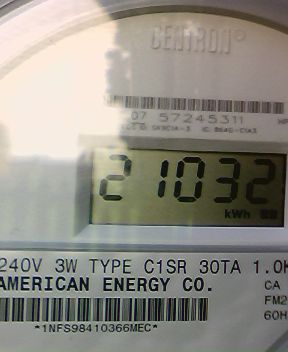 CENTRON®
07 57245311
21032
kWh
240V 3W TYPE C1SR 30TA 1.0K
AMERICAN ENERGY CO. CA
FM2
*1NFS98410366MEC* 60H